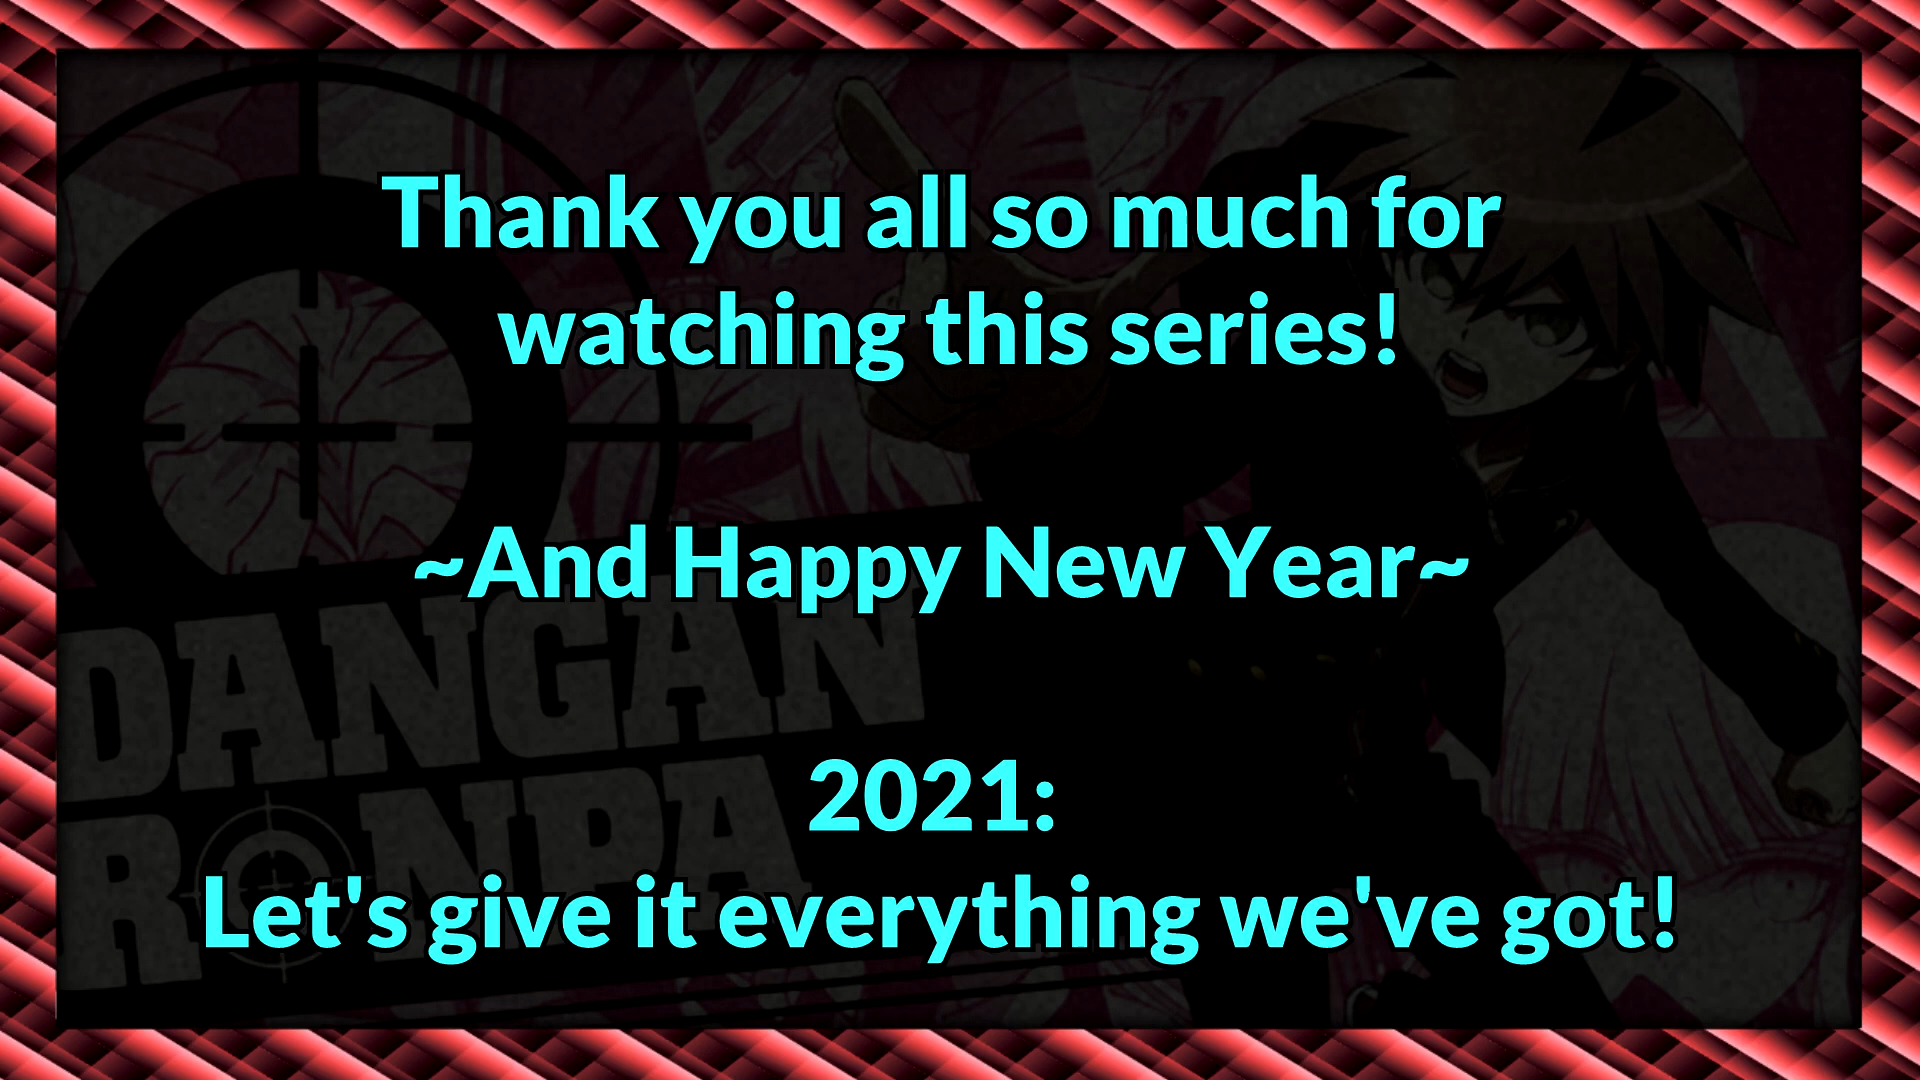 Thank you all so much for
watching this series!
~And Happy New Year~
DANGAN
RONPA
2021:
Let's give it everything we've got!